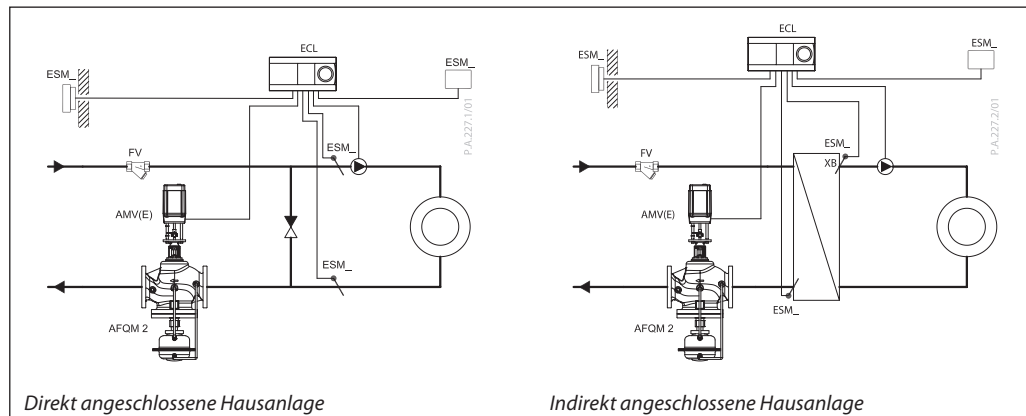 ECL
ESM_
ESM_
P.A.227.1/01
FV
ESM_
AMV(E)
ESM_
AFQM 2
Direkt angeschlossene Hausanlage
ECL
ESM_
ESM_
P.A.227.2/01
FV
ESM_
XB
AMV(E)
ESM_
AFQM 2
Indirekt angeschlossene Hausanlage